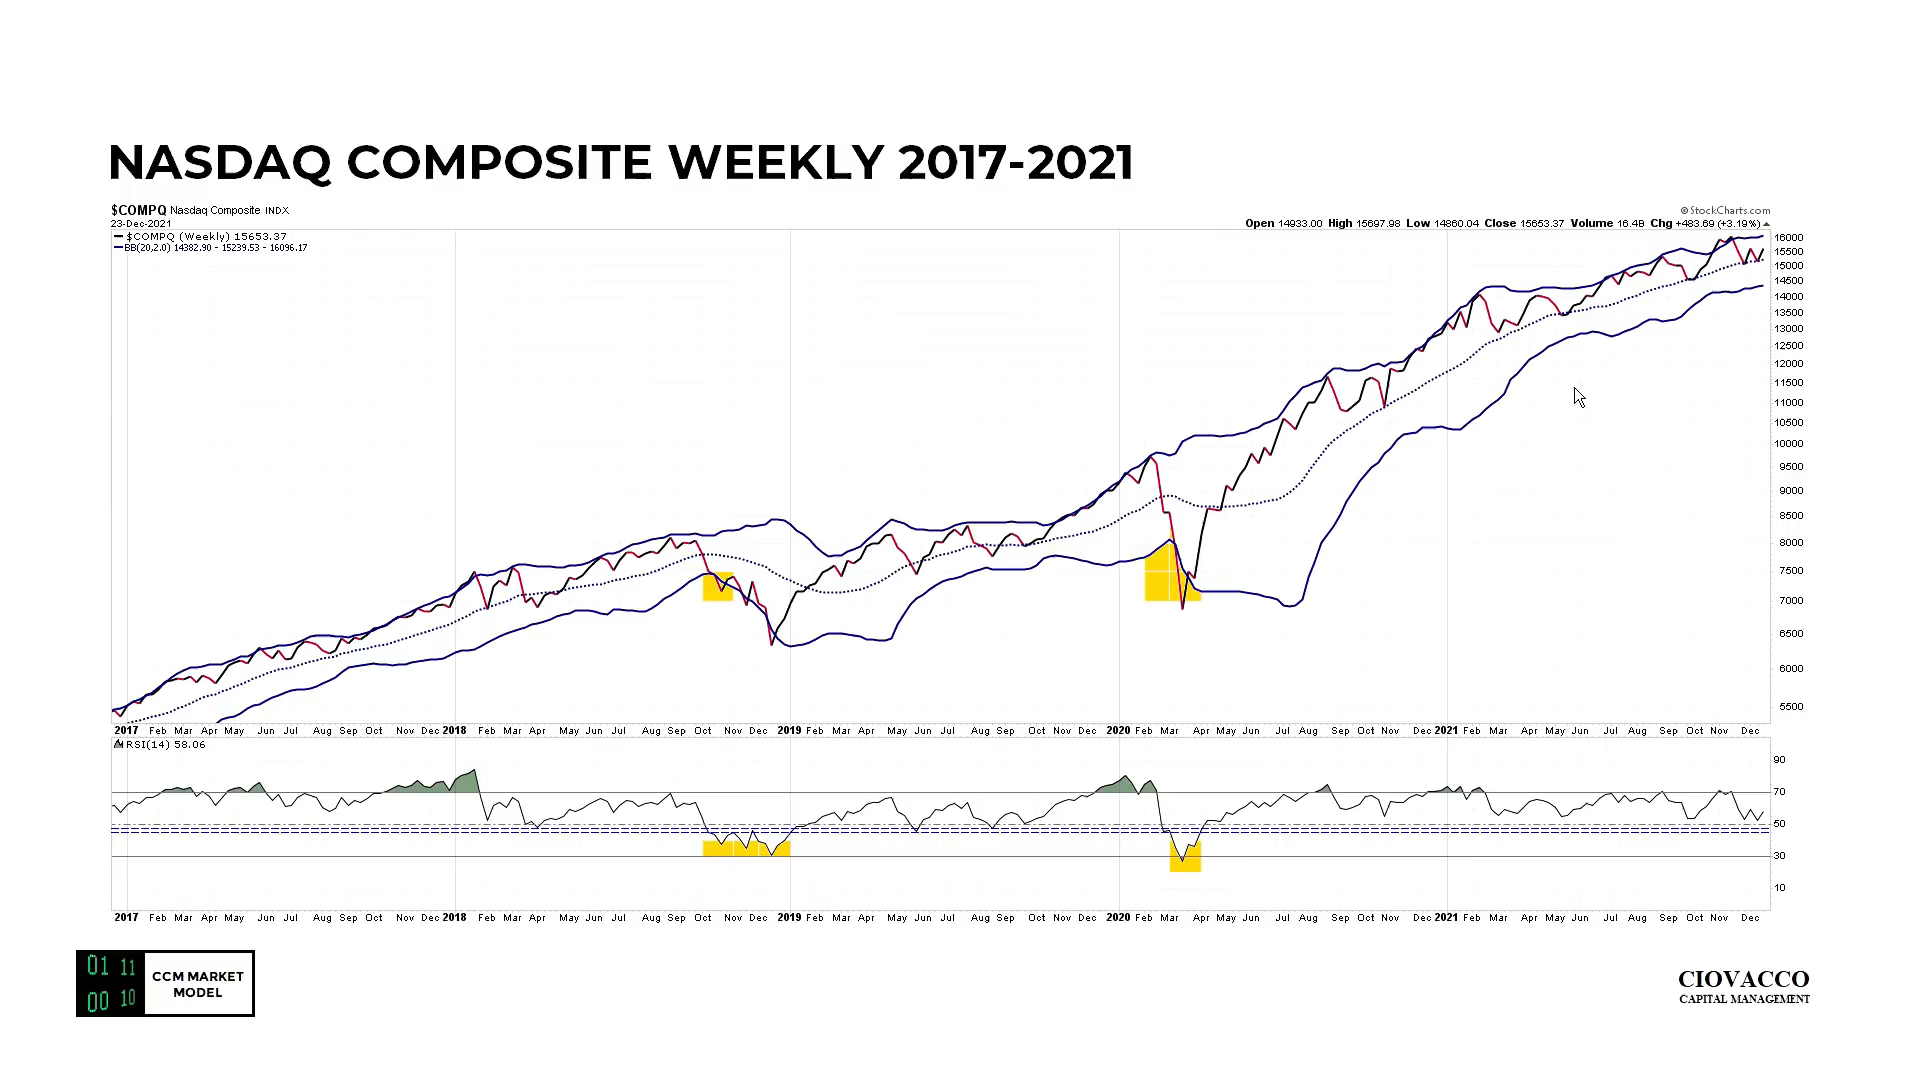 NASDAQ COMPOSITE WEEKLY 2017-2021
$COMPQ Nasdaq Composite INDX
© StockCharts.com
23-Dec-2021
Open 14933.00 High 15697.98 Low 14860.04 Close 15653.37 Volume 16.4B Chg +483.69 (+3.19%)
$COMPQ (Weekly) 15653.37
BB(20,2.0) 14382.90 - 15239.53 - 16096.17
16000
15500
15000
14500
14000
13500
13000
12500
12000
11500
11000
10500
10000
9500
9000
8500
8000
7500
7000
6500
6000
5500
2017 Feb Mar Apr May Jun Jul Aug Sep Oct Nov Dec 2018 Feb Mar Apr May Jun Jul Aug Sep Oct Nov Dec 2019 Feb Mar Apr May Jun Jul Aug Sep Oct Nov Dec 2020 Feb Mar Apr May Jun Jul Aug Sep Oct Nov Dec 2021 Feb Mar Apr May Jun Jul Aug Sep Oct Nov Dec
RSI(14) 58.06
90
70
50
30
10
2017 Feb Mar Apr May Jun Jul Aug Sep Oct Nov Dec 2018 Feb Mar Apr May Jun Jul Aug Sep Oct Nov Dec 2019 Feb Mar Apr May Jun Jul Aug Sep Oct Nov Dec 2020 Feb Mar Apr May Jun Jul Aug Sep Oct Nov Dec 2021 Feb Mar Apr May Jun Jul Aug Sep Oct Nov Dec
01 11
00 10
CCM MARKET
MODEL
CIOVACCO
CAPITAL MANAGEMENT